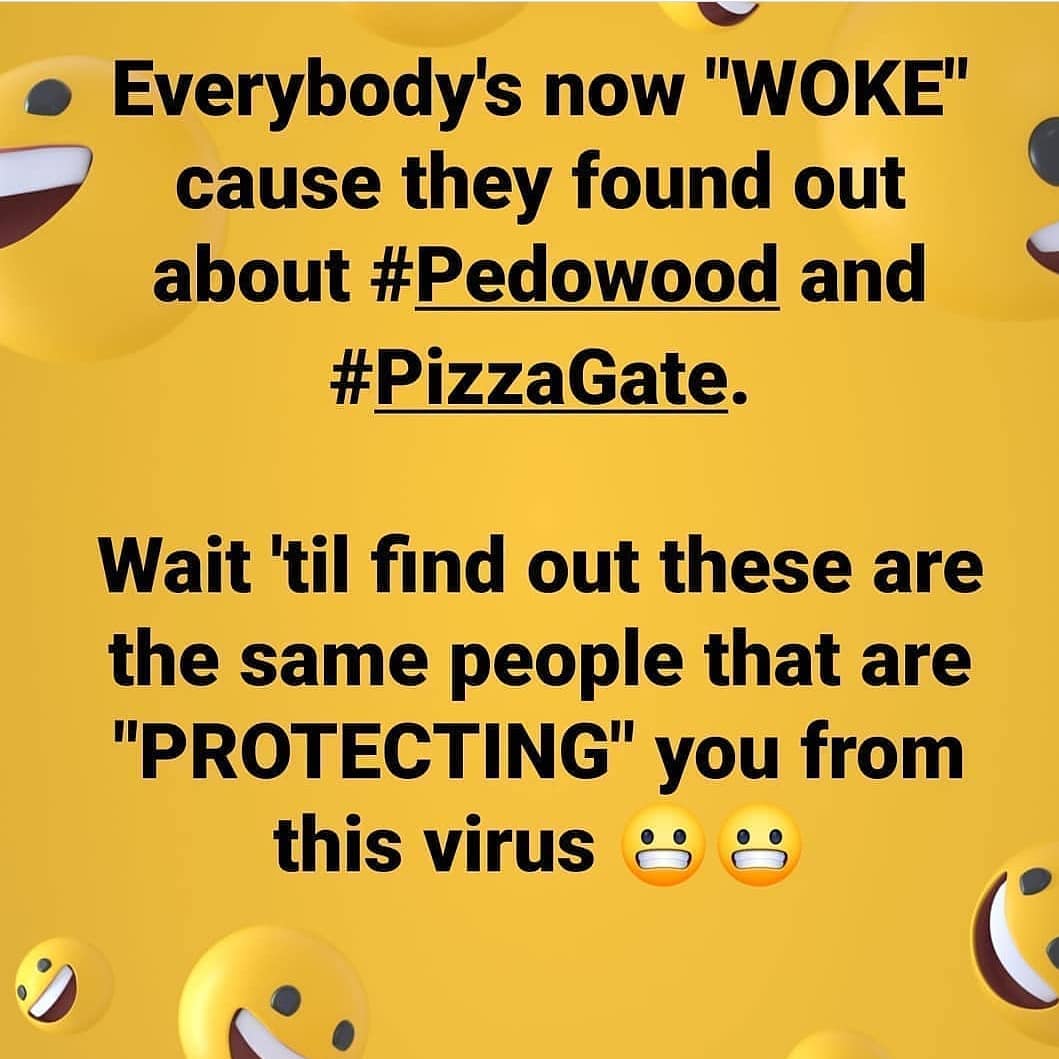 Everybody's now "WOKE"
cause they found out
about #Pedowood and
#PizzaGate.
Wait 'til find out these are
the same people that are
"PROTECTING" you from
this virus 😬😬